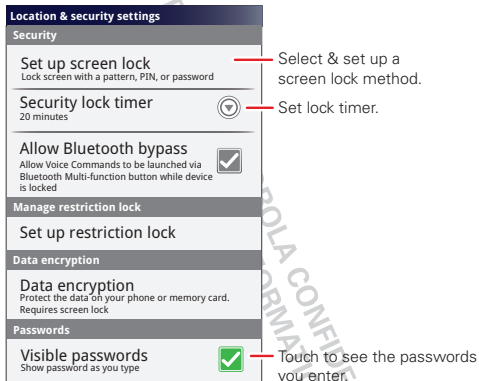 Location & security settings
Security
Set up screen lock
Lock screen with a pattern, PIN, or password
Select & set up a
screen lock method.
Security lock timer
20 minutes
Set lock timer.
Allow Bluetooth bypass
Allow Voice Commands to be launched via
Bluetooth Multi-function button while device
is locked
Manage restriction lock
Set up restriction lock
Data encryption
Data encryption
Protect the data on your phone or memory card.
Requires screen lock
Passwords
Visible passwords
Show password as you type
Touch to see the passwords
you enter.